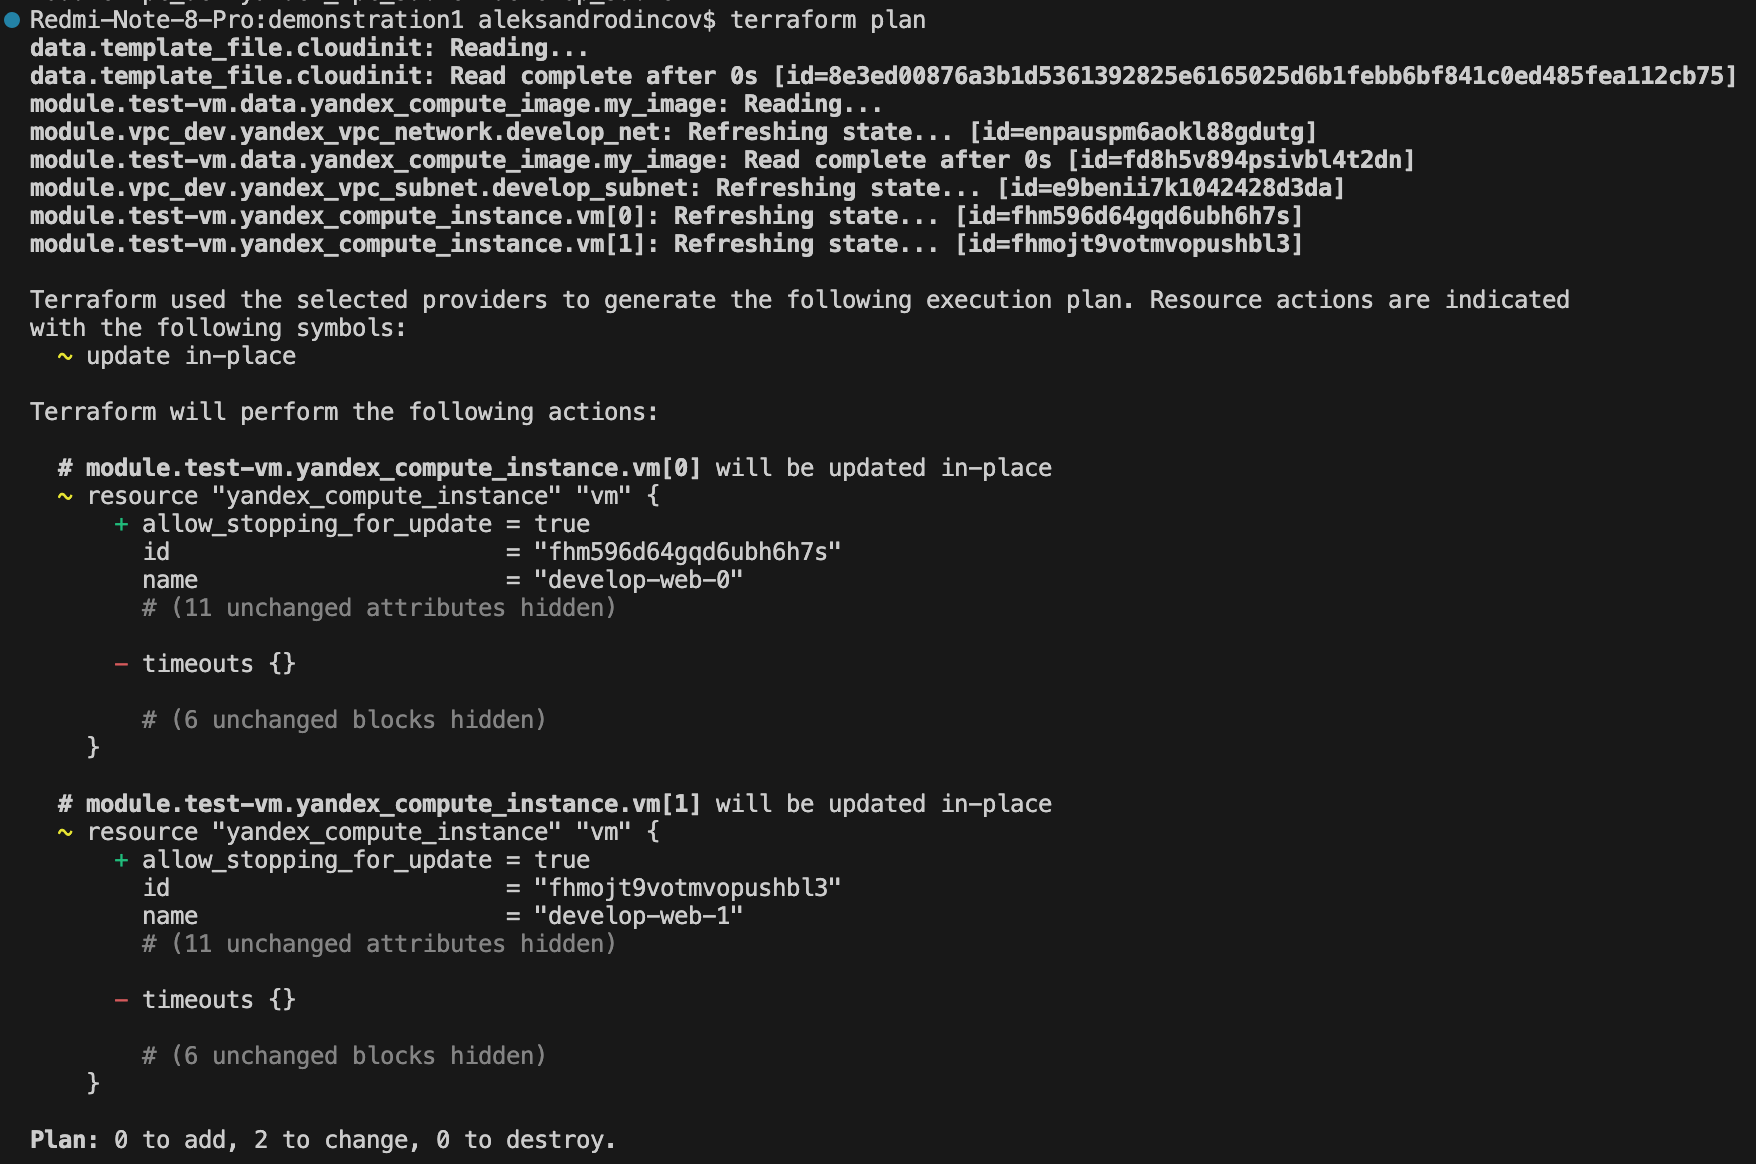 Redmi-Note-8-Pro:demonstration1 aleksandrodincov$ terraform plan
data.template_file.cloudinit: Reading...
data.template_file.cloudinit: Read complete after 0s [id=8e3ed00876a3b1d5361392825e6165025d6b1febb6bf841c0ed485fea112cb75]
module.test-vm.data.yandex_compute_image.my_image: Reading...
module.vpc_dev.yandex_vpc_network.develop_net: Refreshing state... [id=enpauspm6aokl88gdutg]
module.test-vm.data.yandex_compute_image.my_image: Read complete after 0s [id=fd8h5v894psivbl4t2dn]
module.vpc_dev.yandex_vpc_subnet.develop_subnet: Refreshing state... [id=e9benii7k1042428d3da]
module.test-vm.yandex_compute_instance.vm[0]: Refreshing state... [id=fhm596d64gqd6ubh6h7s]
module.test-vm.yandex_compute_instance.vm[1]: Refreshing state... [id=fhmojt9votmvopushbl3]
Terraform used the selected providers to generate the following execution plan. Resource actions are indicated
with the following symbols:
~ update in-place
Terraform will perform the following actions:
# module.test-vm.yandex_compute_instance.vm[0] will be updated in-place
~ resource "yandex_compute_instance" "vm" {
+ allow_stopping_for_update = true
id = "fhm596d64gqd6ubh6h7s"
name = "develop-web-0"
# (11 unchanged attributes hidden)
- timeouts {}
# (6 unchanged blocks hidden)
}
# module.test-vm.yandex_compute_instance.vm[1] will be updated in-place
~ resource "yandex_compute_instance" "vm" {
+ allow_stopping_for_update = true
id = "fhmojt9votmvopushbl3"
name = "develop-web-1"
# (11 unchanged attributes hidden)
- timeouts {}
# (6 unchanged blocks hidden)
}
Plan: 0 to add, 2 to change, 0 to destroy.